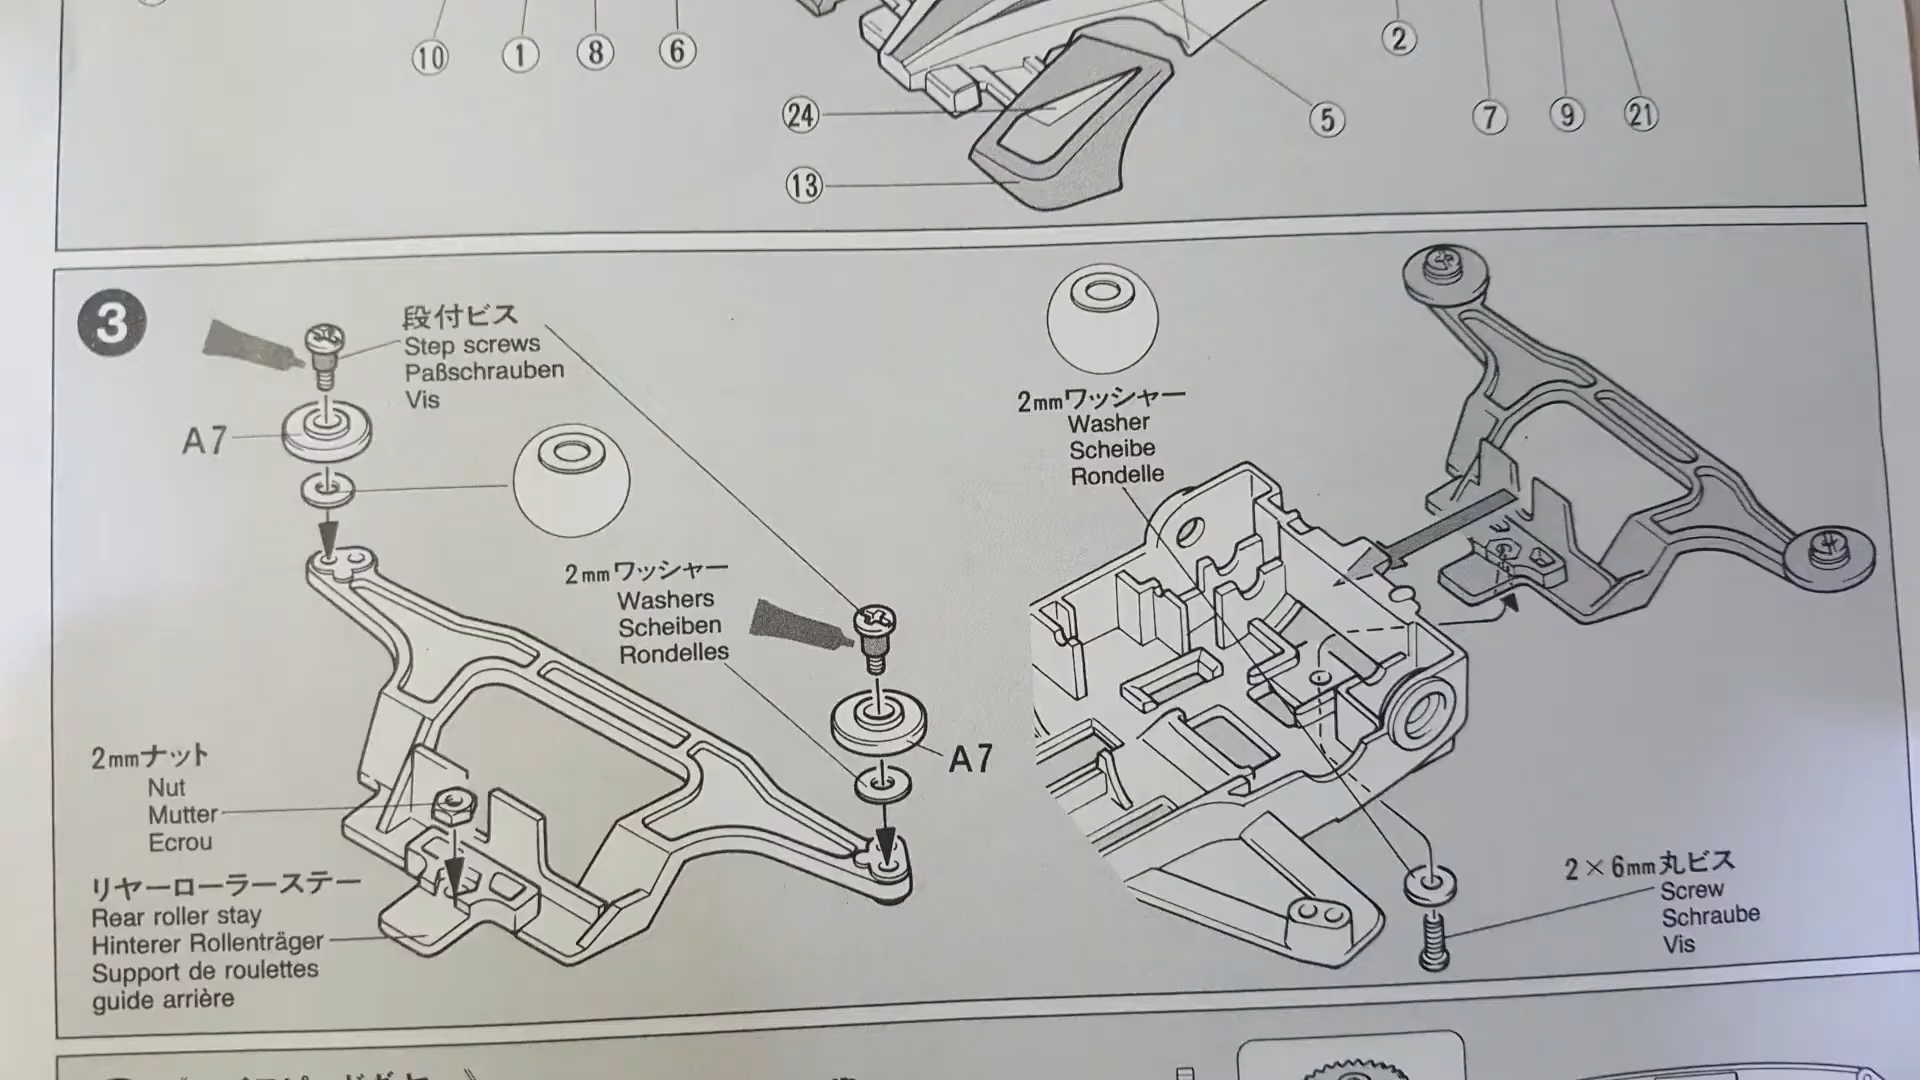 10 1 8 6 2
24 5 7 9 21
13
3
段付ビス
Step screws
Paßschrauben
Vis
A7
2mmワッシャー
Washers
Scheiben
Rondelles
A7
2mmナット
Nut
Mutter
Ecrou
リヤーローラーステー
Rear roller stay
Hinterer Rollenträger
Support de roulettes
guide arrière
2mmワッシャー
Washer
Scheibe
Rondelle
2×6mm丸ビス
Screw
Schraube
Vis